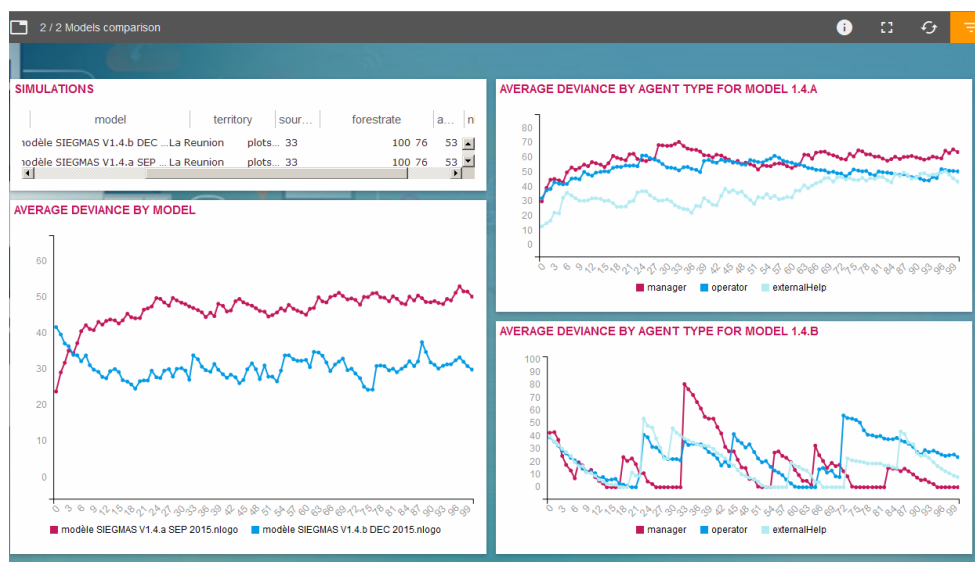 2 / 2 Models comparison
SIMULATIONS
model territory sour... forestrate a... n
modèle SIEGMAS V1.4.b DEC ... La Reunion plots... 33 100 76 53
modèle SIEGMAS V1.4.a SEP ... La Reunion plots... 33 100 76 53
AVERAGE DEVIANCE BY MODEL
60
50
40
30
20
10
0
0 3 6 9 12 15 18 21 24 27 30 33 36 39 42 45 48 51 54 57 60 63 66 69 72 75 78 81 84 87 90 93 96 99
modèle SIEGMAS V1.4.a SEP 2015.nlogo modèle SIEGMAS V1.4.b DEC 2015.nlogo
AVERAGE DEVIANCE BY AGENT TYPE FOR MODEL 1.4.A
80
70
60
50
40
30
20
10
0
0 3 6 9 12 15 18 21 24 27 30 33 36 39 42 45 48 51 54 57 60 63 66 69 72 75 78 81 84 87 90 93 96 99
manager operator externalHelp
AVERAGE DEVIANCE BY AGENT TYPE FOR MODEL 1.4.B
100
90
80
70
60
50
40
30
20
10
0
0 3 6 9 12 15 18 21 24 27 30 33 36 39 42 45 48 51 54 57 60 63 66 69 72 75 78 81 84 87 90 93 96 99
manager operator externalHelp